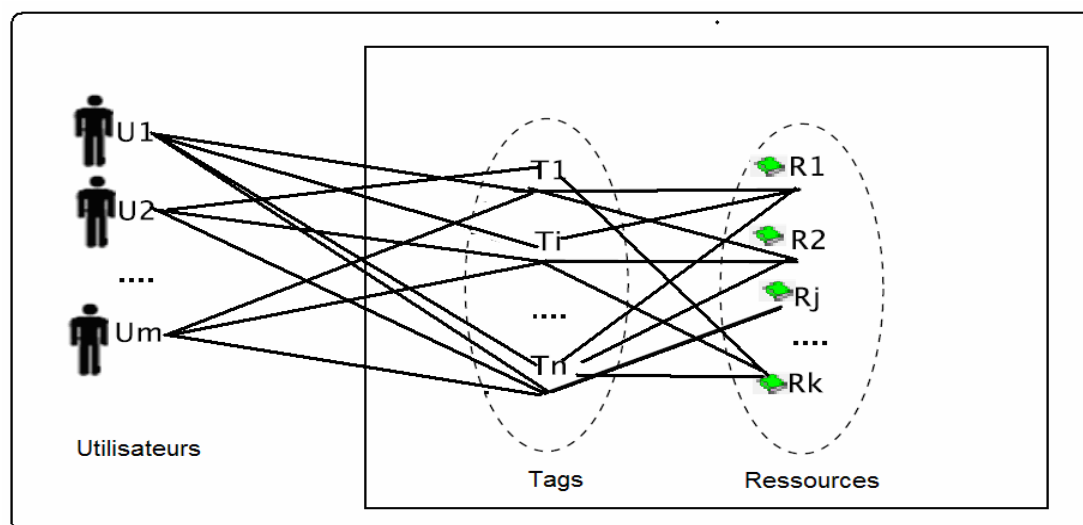 U1
U2
....
Um
Utilisateurs
T1
Ti
....
Tn
Tags
R1
R2
Rj
....
Rk
Ressources